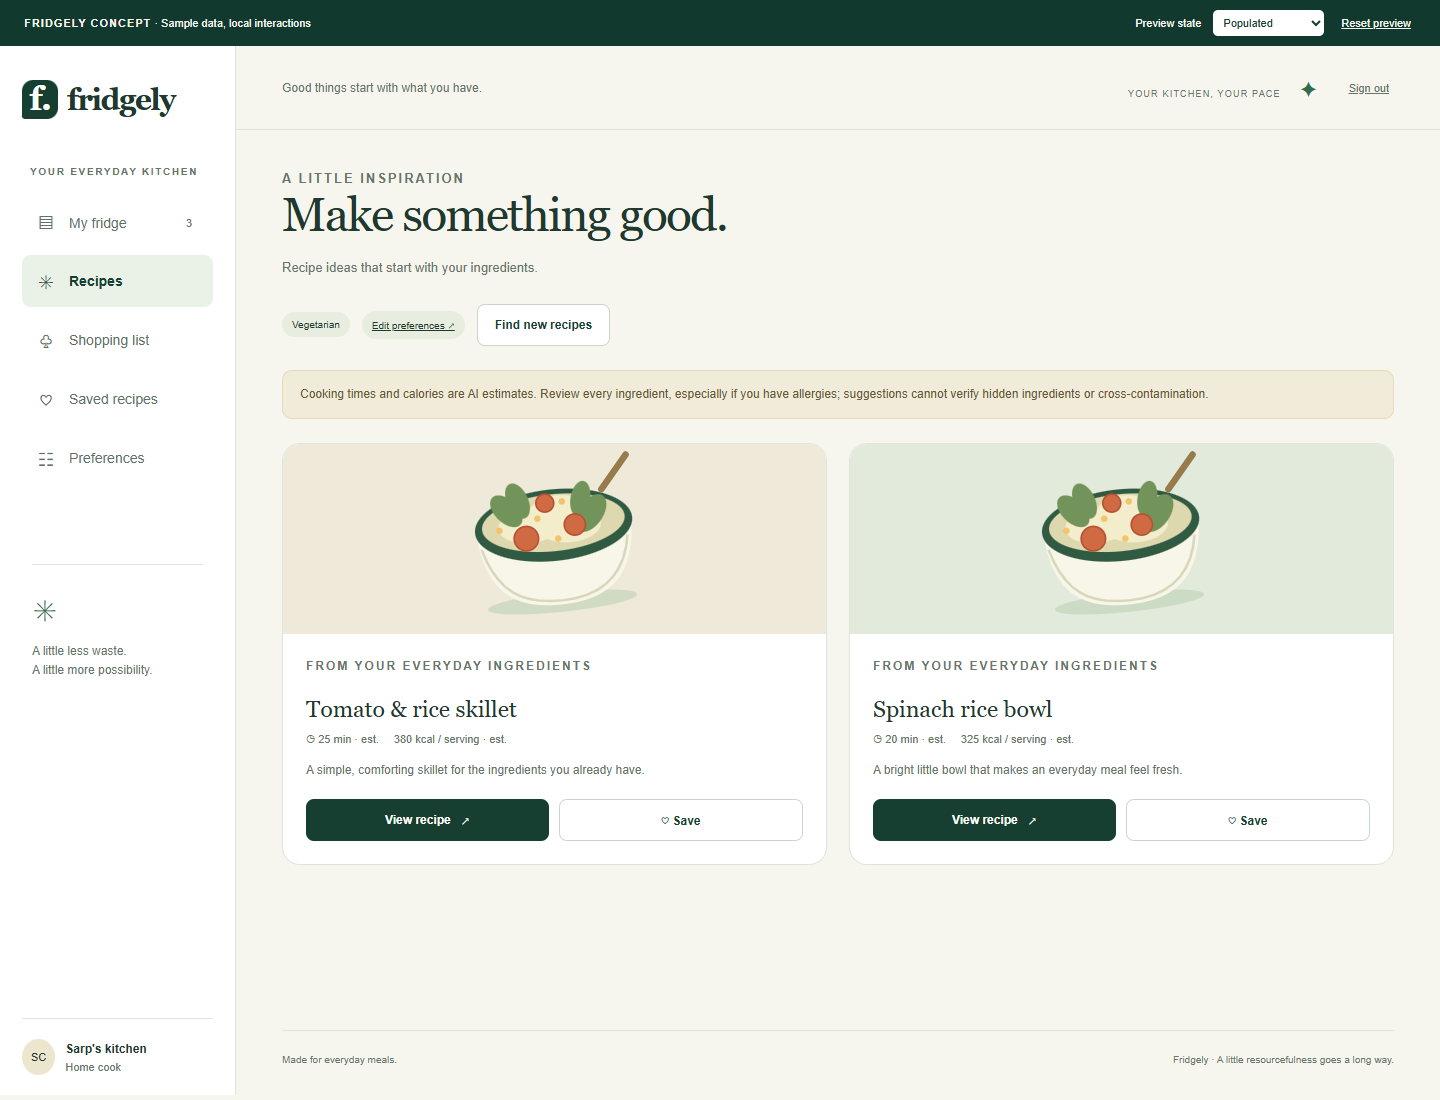 FRIDGELY CONCEPT · Sample data, local interactions
Preview state
Populated
Reset preview
f.
fridgely
Good things start with what you have.
YOUR KITCHEN, YOUR PACE
Sign out
YOUR EVERYDAY KITCHEN
My fridge
3
Recipes
Shopping list
Saved recipes
Preferences
A little less waste.
A little more possibility.
Sarp's kitchen
SC
Home cook
A LITTLE INSPIRATION
Make something good.
Recipe ideas that start with your ingredients.
Vegetarian
Edit preferences ↗
Find new recipes
Cooking times and calories are AI estimates. Review every ingredient, especially if you have allergies; suggestions cannot verify hidden ingredients or cross-contamination.
FROM YOUR EVERYDAY INGREDIENTS
Tomato & rice skillet
◷ 25 min · est. 380 kcal / serving · est.
A simple, comforting skillet for the ingredients you already have.
View recipe ↗
♡ Save
FROM YOUR EVERYDAY INGREDIENTS
Spinach rice bowl
◷ 20 min · est. 325 kcal / serving · est.
A bright little bowl that makes an everyday meal feel fresh.
View recipe ↗
♡ Save
Made for everyday meals.
Fridgely · A little resourcefulness goes a long way.